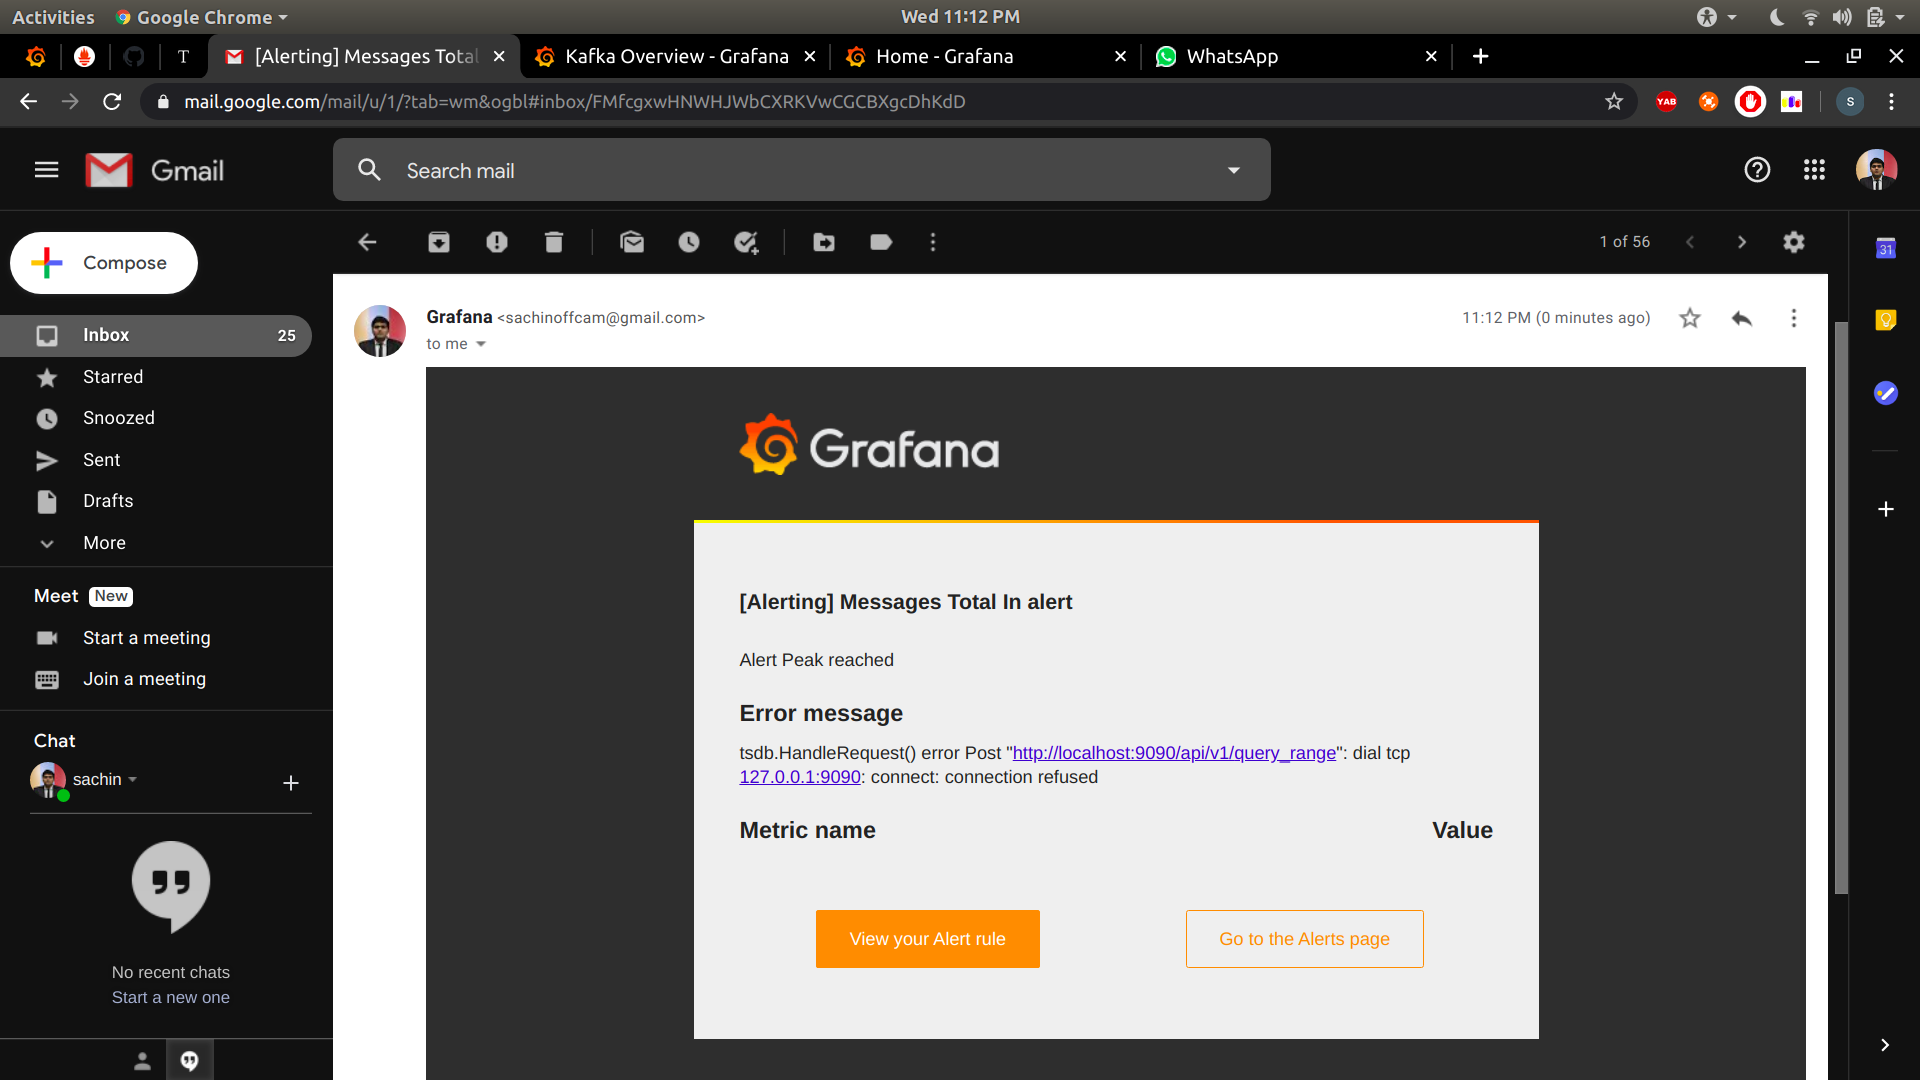 Activities
Google Chrome
Wed 11:12 PM
T
[Alerting] Messages Total
Kafka Overview - Grafana
Home - Grafana
WhatsApp
mail.google.com/mail/u/1/?tab=wm&ogbl#inbox/FMfcgxwHNWHJWbCXRKVwCGCBXgcDhKdD
YAB
S
Gmail
Search mail
Compose
1 of 56
31
Inbox
25
Starred
Snoozed
Sent
Drafts
More
Meet
New
Start a meeting
Join a meeting
Chat
sachin
No recent chats
Start a new one
Grafana <sachinoffcam@gmail.com>
11:12 PM (0 minutes ago)
to me
Grafana
[Alerting] Messages Total In alert
Alert Peak reached
Error message
tsdb.HandleRequest() error Post "http://localhost:9090/api/v1/query_range": dial tcp
127.0.0.1:9090: connect: connection refused
Metric name
Value
View your Alert rule
Go to the Alerts page